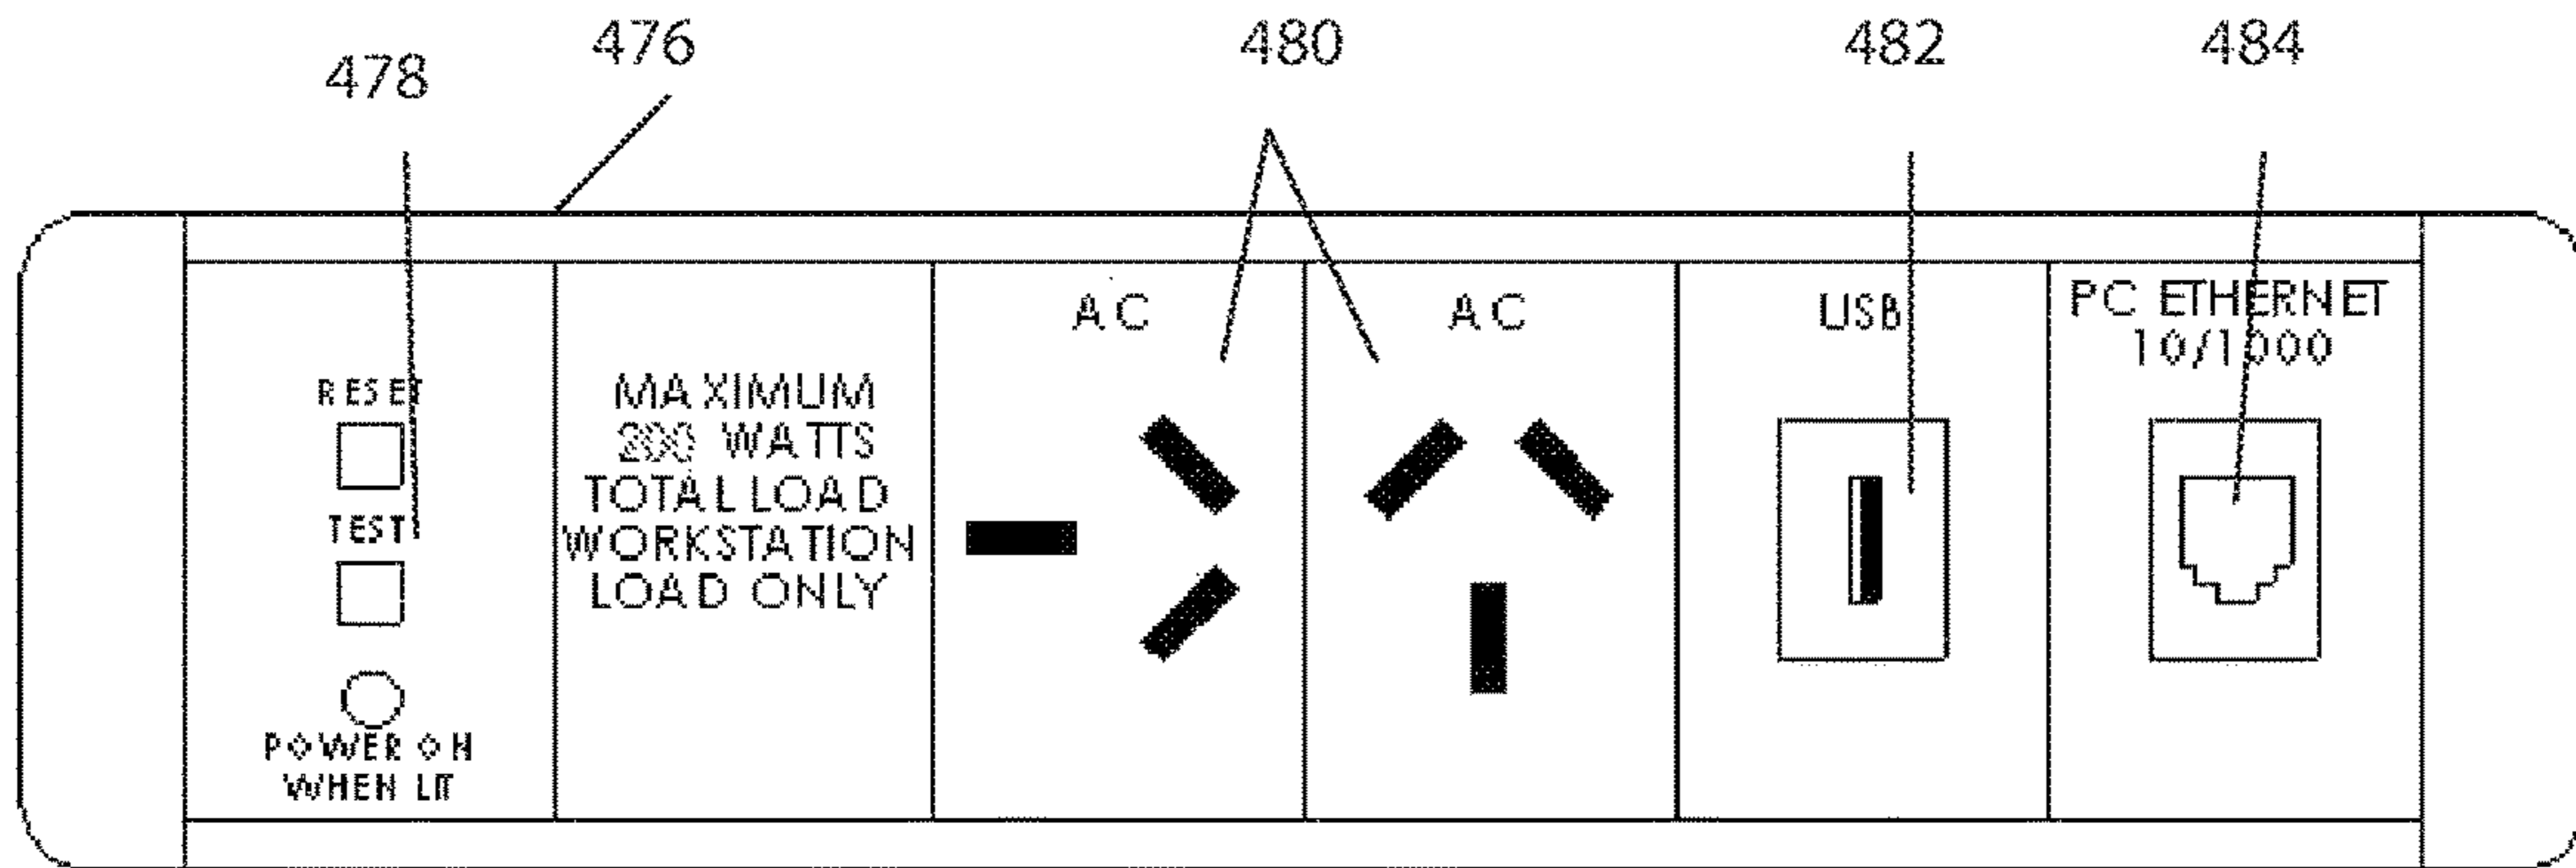 478
476
480
482
484
RESET
TEST
POWER ON
WHEN LIT
MAXIMUM
200 WATTS
TOTAL LOAD
WORKSTATION
LOAD ONLY
AC
AC
USB
PC ETHERNET
10/1000